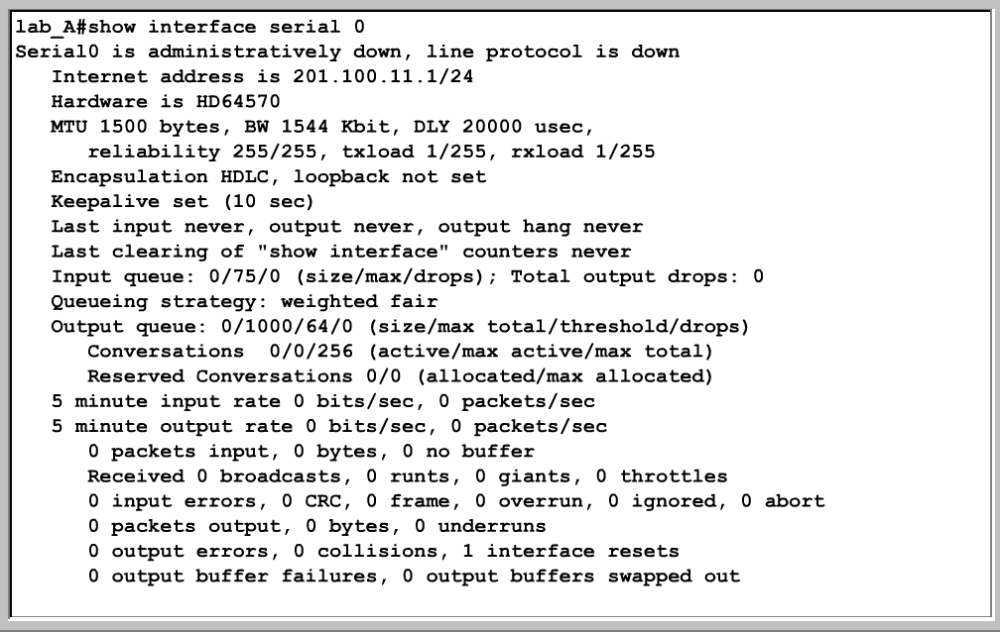 lab_A#show interface serial 0
Serial0 is administratively down, line protocol is down
Internet address is 201.100.11.1/24
Hardware is HD64570
MTU 1500 bytes, BW 1544 Kbit, DLY 20000 usec,
reliability 255/255, txload 1/255, rxload 1/255
Encapsulation HDLC, loopback not set
Keepalive set (10 sec)
Last input never, output never, output hang never
Last clearing of "show interface" counters never
Input queue: 0/75/0 (size/max/drops); Total output drops: 0
Queueing strategy: weighted fair
Output queue: 0/1000/64/0 (size/max total/threshold/drops)
Conversations  0/0/256 (active/max active/max total)
Reserved Conversations 0/0 (allocated/max allocated)
5 minute input rate 0 bits/sec, 0 packets/sec
5 minute output rate 0 bits/sec, 0 packets/sec
0 packets input, 0 bytes, 0 no buffer
Received 0 broadcasts, 0 runts, 0 giants, 0 throttles
0 input errors, 0 CRC, 0 frame, 0 overrun, 0 ignored, 0 abort
0 packets output, 0 bytes, 0 underruns
0 output errors, 0 collisions, 1 interface resets
0 output buffer failures, 0 output buffers swapped out